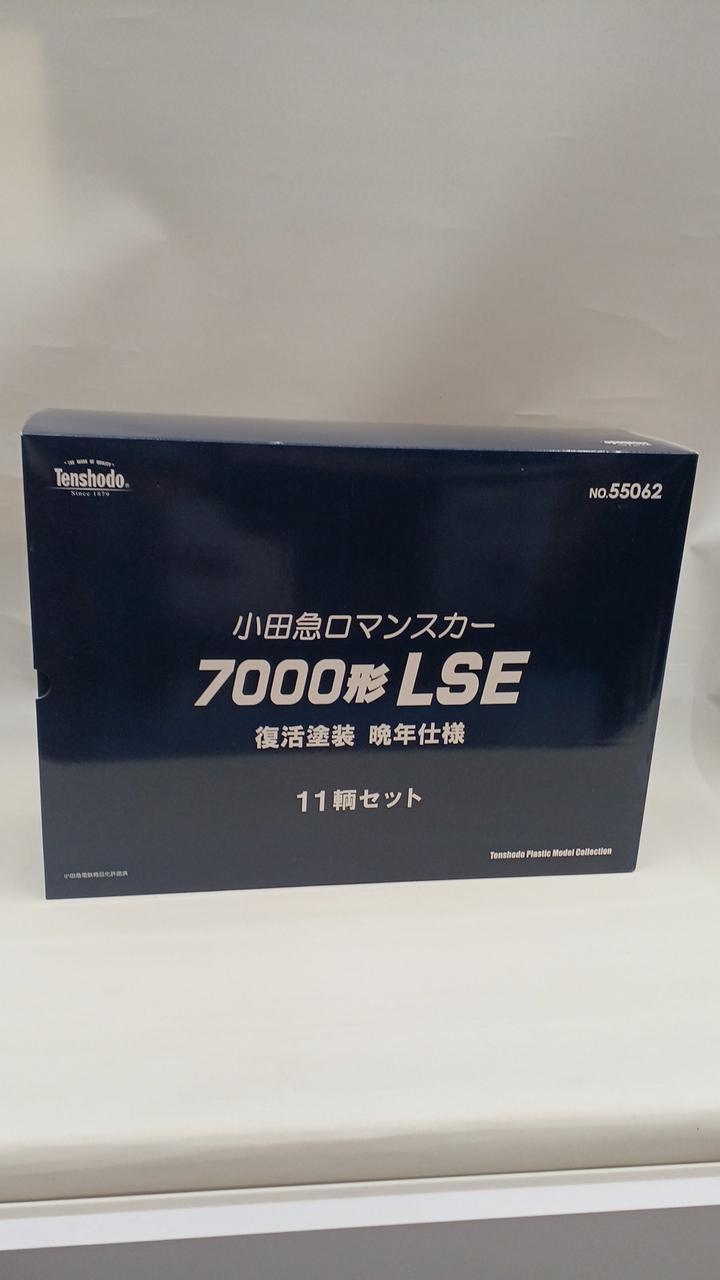 THE MARK OF QUALITY
Tenshodo®
Since 1879
Tenshodo
NO.55062
小田急ロマンスカー
7000形 LSE
復活塗装 晩年仕様
11輌セット
Tenshodo Plastic Model Collection
小田急電鉄商品化許諾済